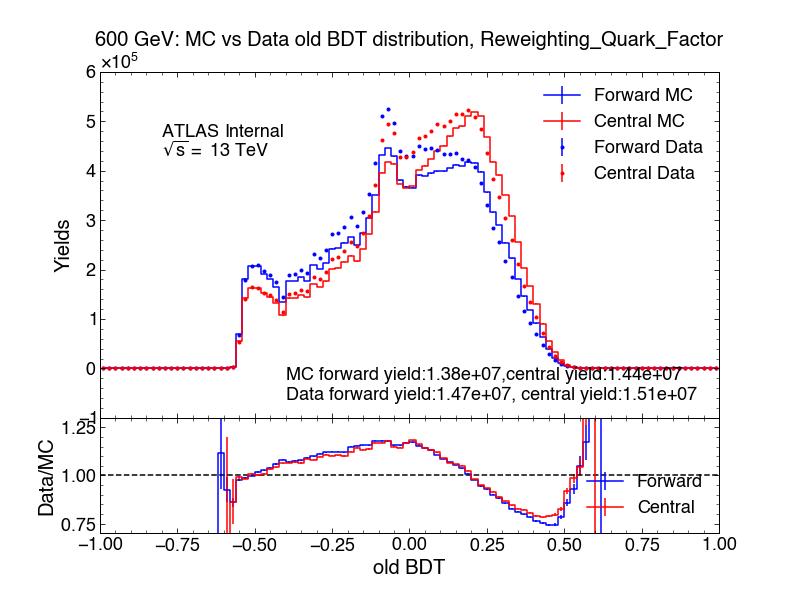 600 GeV: MC vs Data old BDT distribution, Reweighting_Quark_Factor
×10⁵
6
5
4
3
2
1
0
−1
Yields
ATLAS Internal
√s = 13 TeV
Forward MC
Central MC
Forward Data
Central Data
MC forward yield:1.38e+07,central yield:1.44e+07
Data forward yield:1.47e+07, central yield:1.51e+07
1.25
1.00
0.75
Data/MC
Forward
Central
−1.00 −0.75 −0.50 −0.25 0.00 0.25 0.50 0.75 1.00
old BDT